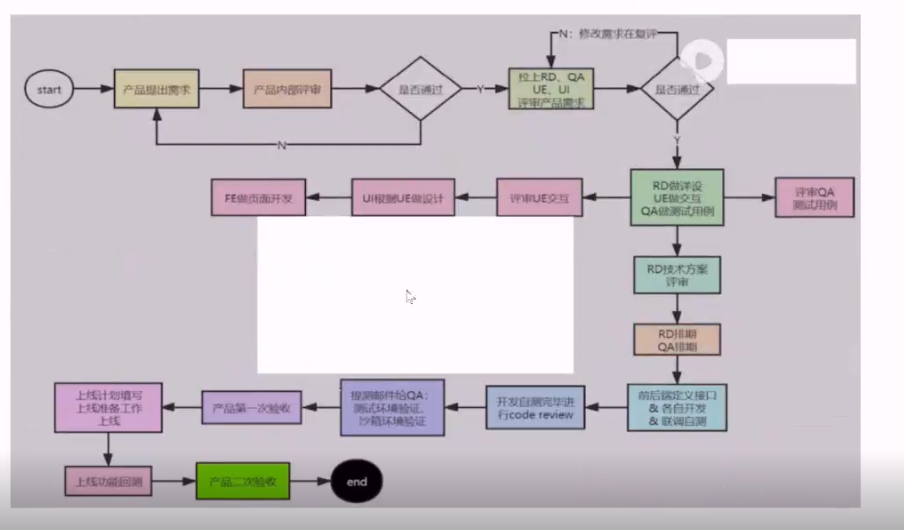 N：修改需求在复评
start
产品提出需求
产品内部评审
是否通过
Y
拉上RD、QA
UE、UI
评审产品需求
是否通过
N
Y
FE做页面开发
UI根据UE做设计
评审UE交互
RD做详设
UE做交互
QA做测试用例
评审QA
测试用例
RD技术方案
评审
RD排期
QA排期
上线计划填写
上线准备工作
上线
产品第一次验收
提测邮件给QA：
测试环境验证、
沙箱环境验证
开发自测完毕进
行code review
前后端定义接口
& 各自开发
& 联调自测
上线功能回测
产品二次验收
end